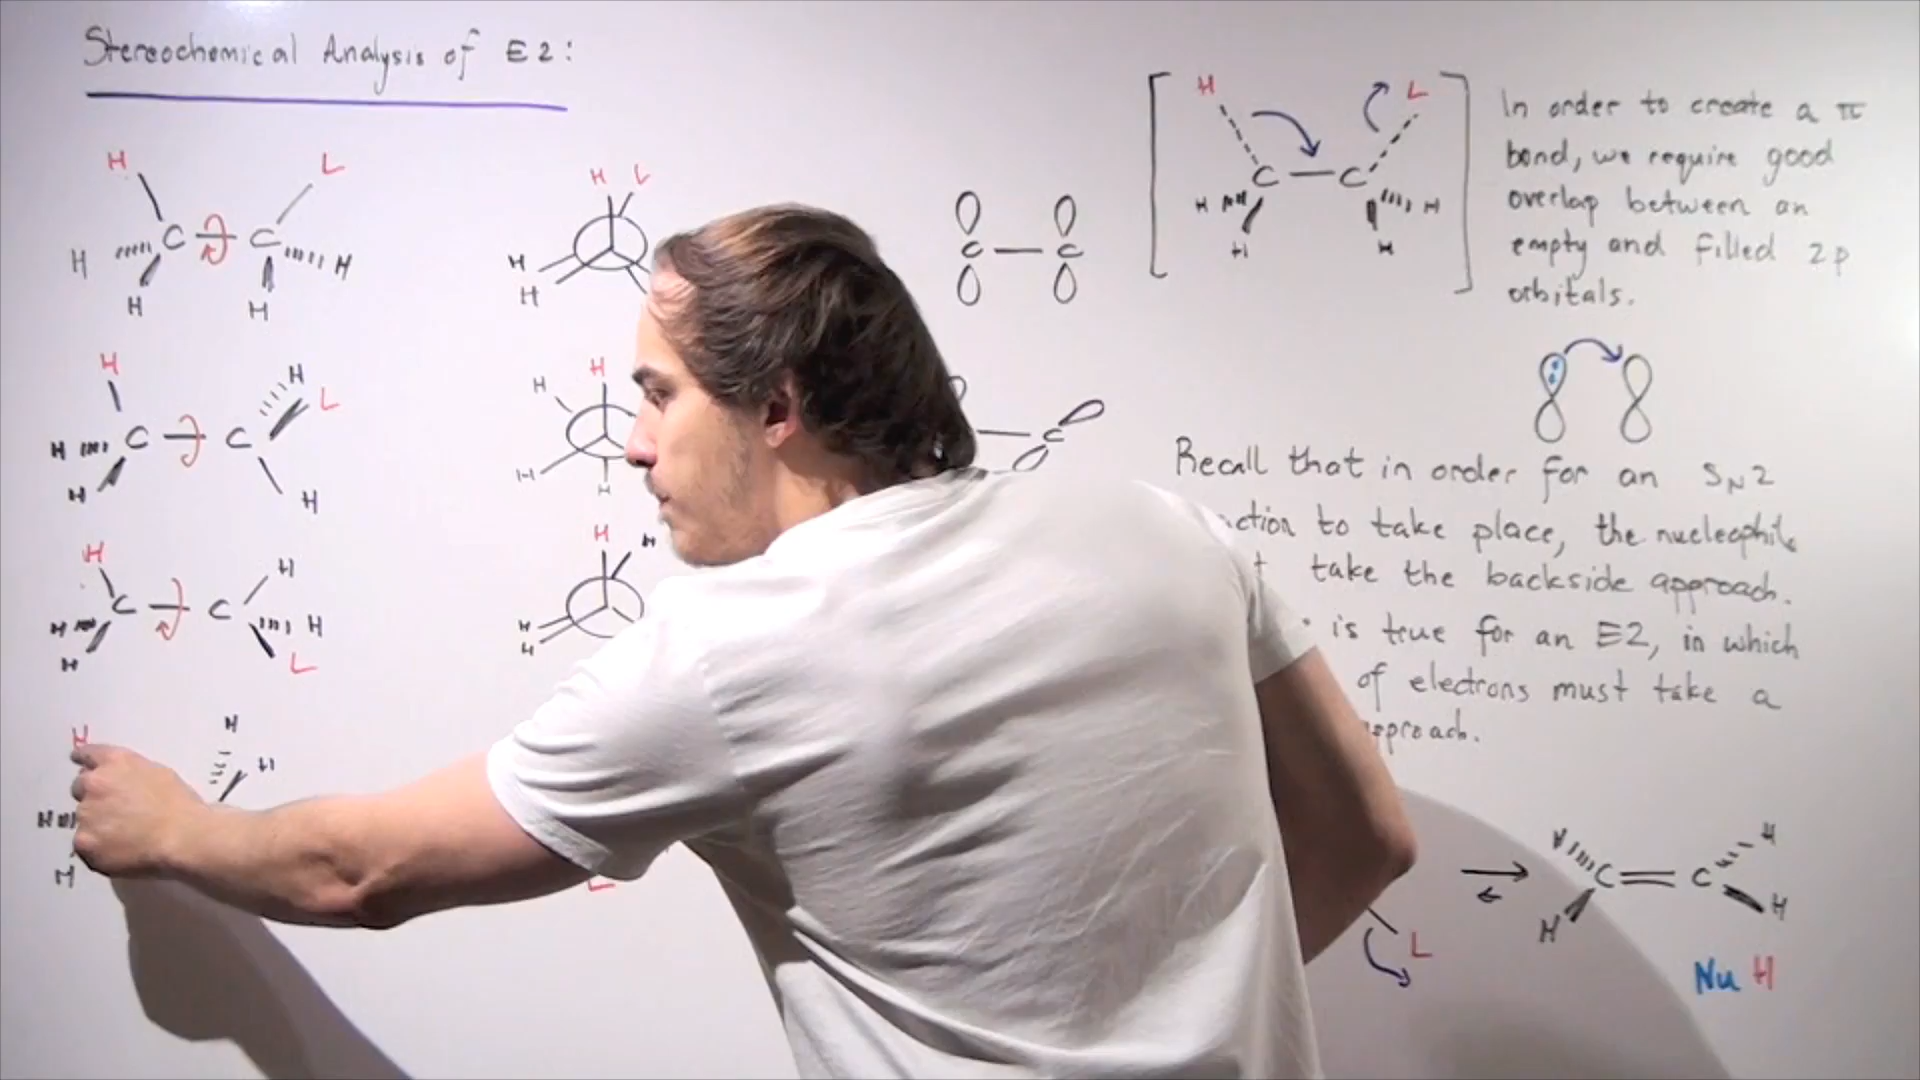 Stereochemical Analysis of E2:
H L
C C
H H
H H
H H
L
C C
H
H H
H H
C C
H H
H L
H
H H
H
H
H L
H
H
H
H
H
H
H H
H
H
L
C C
C
H L
C C
H H
H H
In order to create a π
bond, we require good
overlap between an
empty and filled 2p
orbitals.
Recall that in order for an SN2
take place, the nucleophile
take the backside approach.
is true for an E2, in which
of electrons must take a
H H
C C
H H
L
Nu H